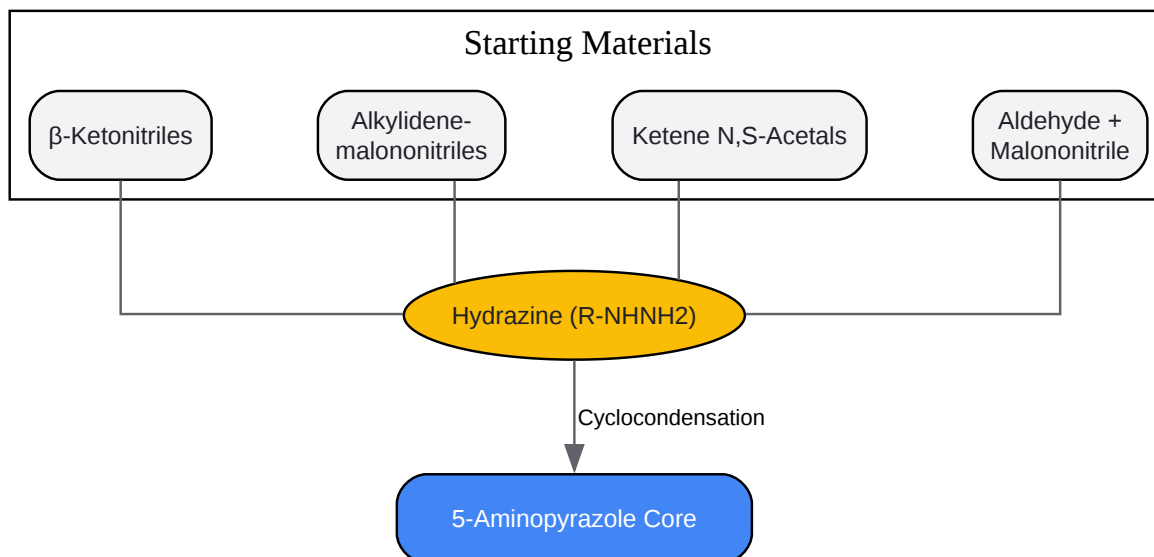 Starting Materials
β-Ketonitriles
Alkylidene-
malononitriles
Ketene N,S-Acetals
Aldehyde +
Malononitrile
Hydrazine (R-NHNH2)
Cyclocondensation
5-Aminopyrazole Core